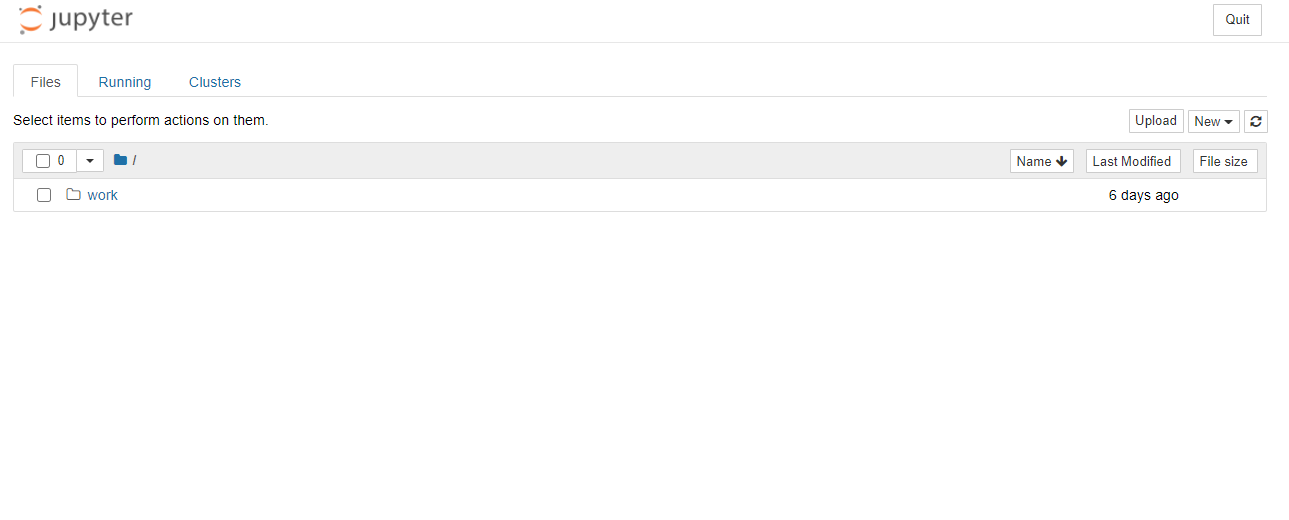 jupyter
Quit
Files Running Clusters
Select items to perform actions on them.
Upload New
0 / Name Last Modified File size
work 6 days ago